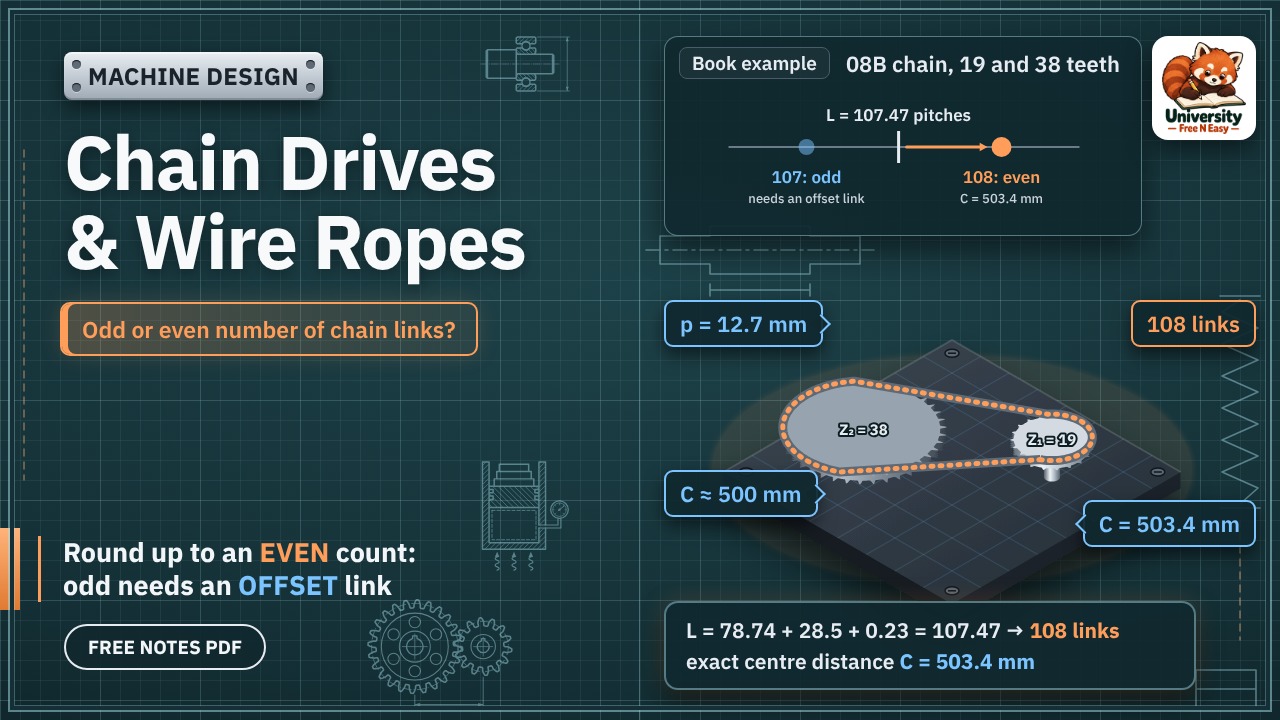 MACHINE DESIGN
Chain Drives
& Wire Ropes
Odd or even number of chain links?
Round up to an EVEN count:
odd needs an OFFSET link
FREE NOTES PDF
Book example
08B chain, 19 and 38 teeth
L = 107.47 pitches
107: odd
needs an offset link
108: even
C = 503.4 mm
University
Free N Easy
p = 12.7 mm
108 links
Z₂ = 38
Z₁ = 19
C ≈ 500 mm
C = 503.4 mm
L = 78.74 + 28.5 + 0.23 = 107.47 → 108 links
exact centre distance C = 503.4 mm